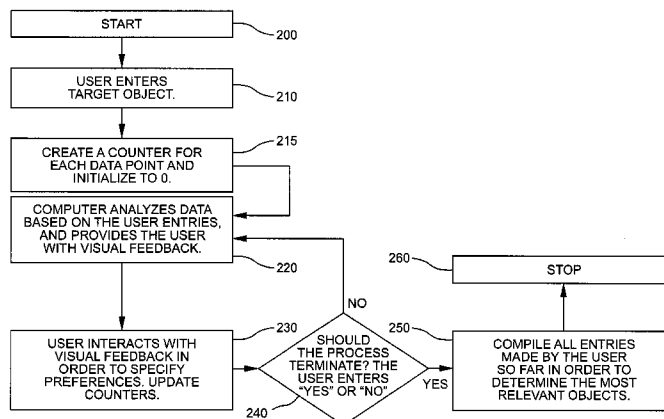 START
200
USER ENTERS
TARGET OBJECT.
210
215
CREATE A COUNTER FOR
EACH DATA POINT AND
INITIALIZE TO 0.
COMPUTER ANALYZES DATA
BASED ON THE USER ENTRIES,
AND PROVIDES THE USER
WITH VISUAL FEEDBACK.
220
NO
230
USER INTERACTS WITH
VISUAL FEEDBACK IN
ORDER TO SPECIFY
PREFERENCES. UPDATE
COUNTERS.
SHOULD
THE PROCESS
TERMINATE? THE
USER ENTERS
“YES” OR “NO”
240
YES
260
STOP
250
COMPILE ALL ENTRIES
MADE BY THE USER
SO FAR IN ORDER TO
DETERMINE THE MOST
RELEVANT OBJECTS.